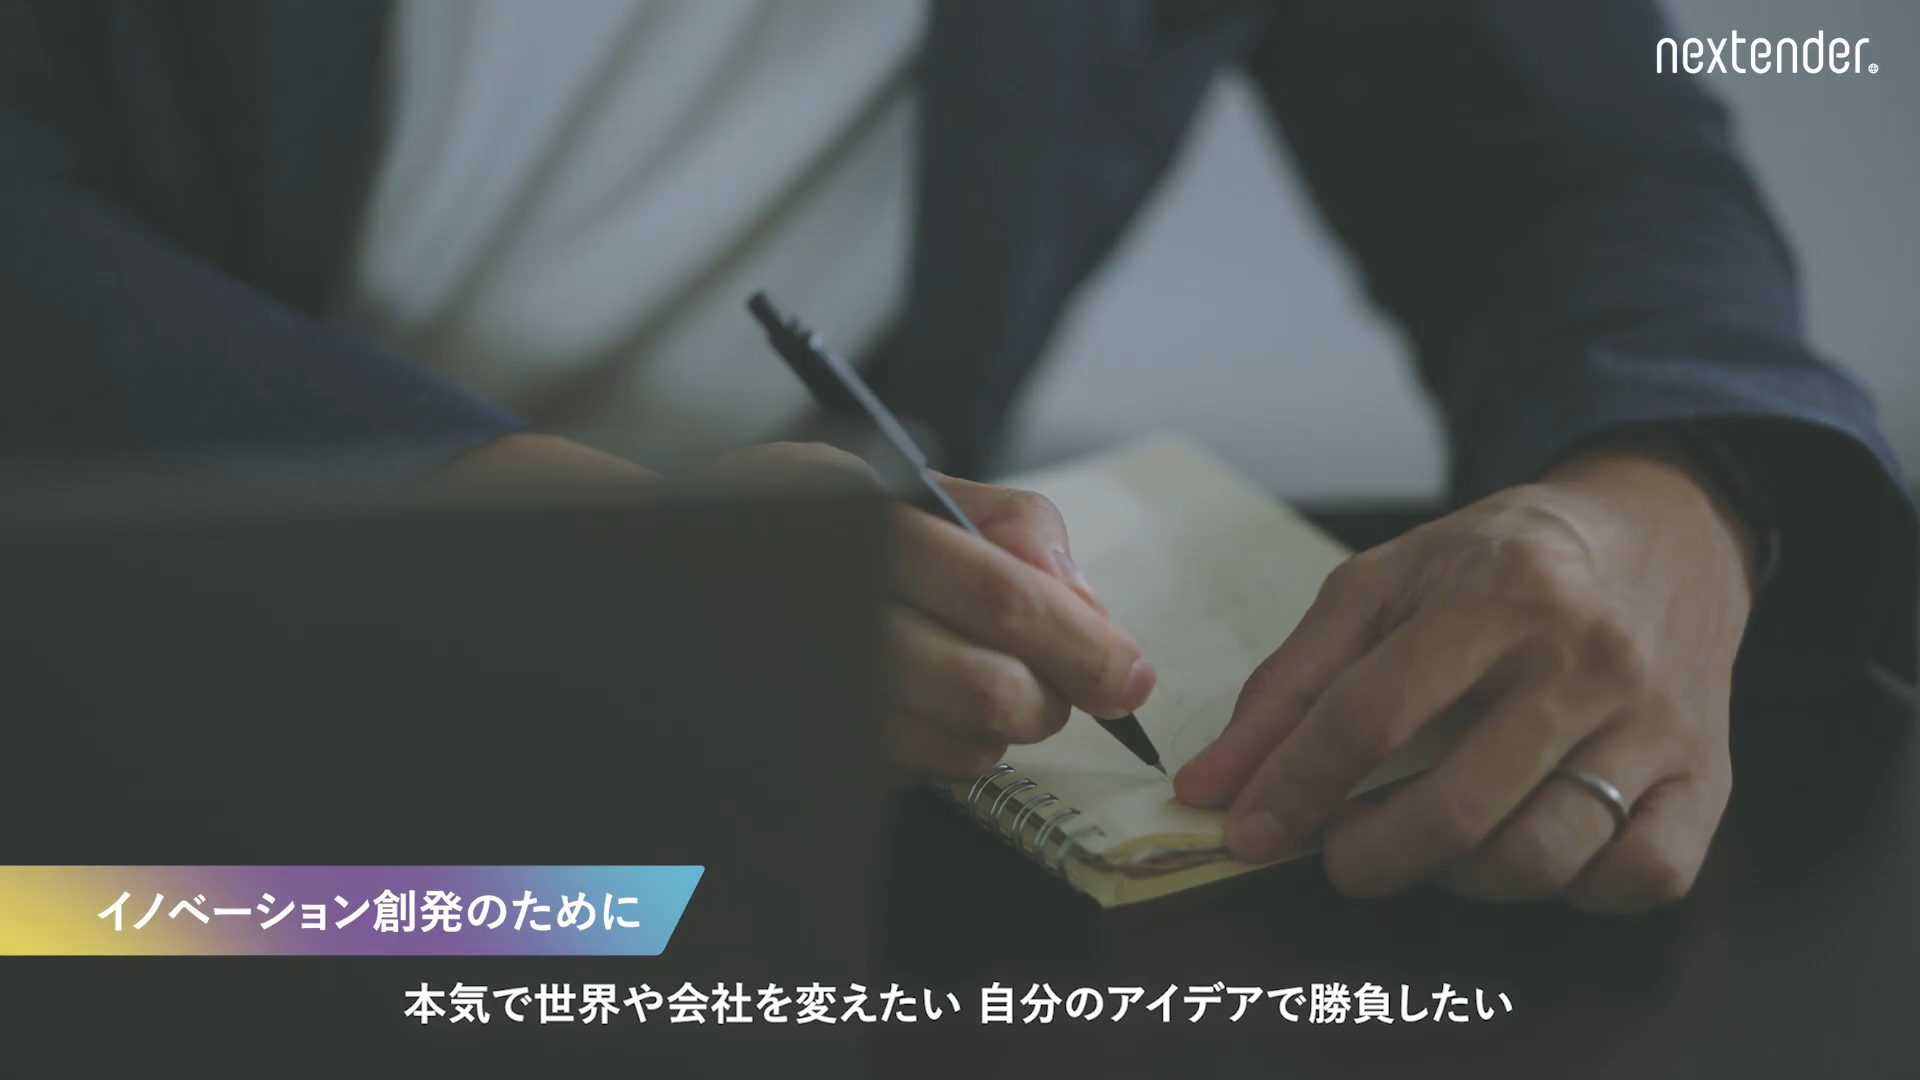 nextender
イノベーション創発のために
本気で世界や会社を変えたい 自分のアイデアで勝負したい